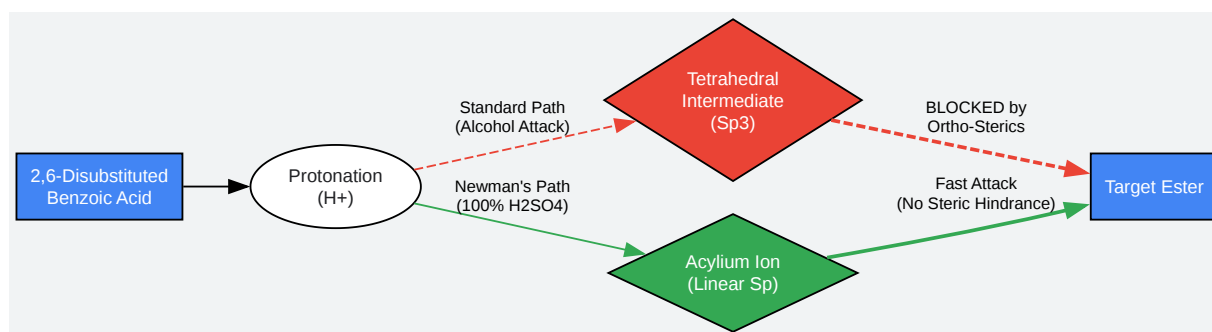 2,6-Disubstituted
Benzoic Acid
Protonation
(H+)
Standard Path
(Alcohol Attack)
Newman's Path
(100% H2SO4)
Tetrahedral
Intermediate
(Sp3)
Acylium Ion
(Linear Sp)
BLOCKED by
Ortho-Sterics
Fast Attack
(No Steric Hindrance)
Target Ester